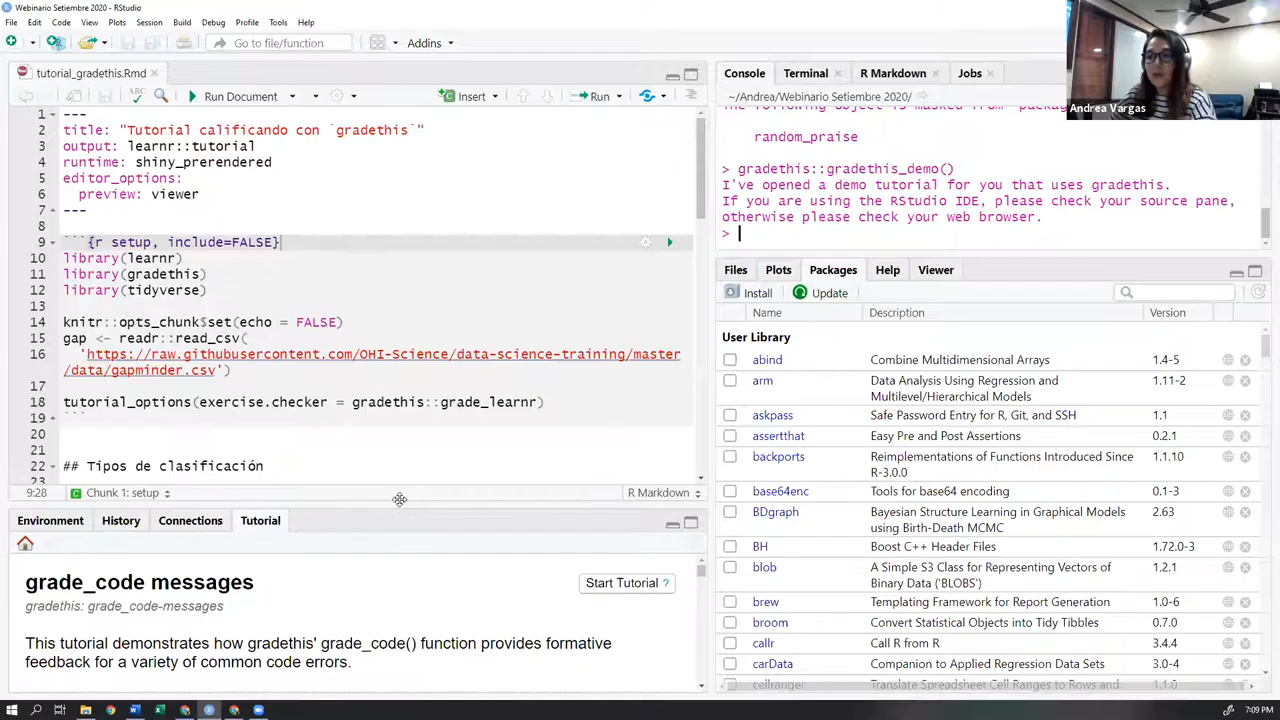 Webinario Setiembre 2020 - RStudio
File Edit Code View Plots Session Build Debug Profile Tools Help
Go to file/function Addins
tutorial_gradethis.Rmd
Run Document Insert Run
1 ---
2 title: "Tutorial calificando con `gradethis`"
3 output: learnr::tutorial
4 runtime: shiny_prerendered
5 editor_options:
6   preview: viewer
7 ---
8
9 ```{r setup, include=FALSE}
10 library(learnr)
11 library(gradethis)
12 library(tidyverse)
13
14 knitr::opts_chunk$set(echo = FALSE)
15 gap <- readr::read_csv(
16   'https://raw.githubusercontent.com/OHI-Science/data-science-training/master
/data/gapminder.csv')
17
18 tutorial_options(exercise.checker = gradethis::grade_learnr)
19 ```
20
21
22 ## Tipos de clasificación
23
9:28 Chunk 1: setup R Markdown
Environment History Connections Tutorial
grade_code messages
Start Tutorial ?
gradethis: grade_code-messages
This tutorial demonstrates how gradethis' grade_code() function provides formative
feedback for a variety of common code errors.
Console Terminal R Markdown Jobs
~/Andrea/Webinario Setiembre 2020/
random_praise
> gradethis::gradethis_demo()
I've opened a demo tutorial for you that uses gradethis.
If you are using the RStudio IDE, please check your source pane,
otherwise please check your web browser.
>
Andrea Vargas
Files Plots Packages Help Viewer
Install Update
Name Description Version
User Library
abind Combine Multidimensional Arrays 1.4-5
arm Data Analysis Using Regression and 1.11-2
Multilevel/Hierarchical Models
askpass Safe Password Entry for R, Git, and SSH 1.1
assertthat Easy Pre and Post Assertions 0.2.1
backports Reimplementations of Functions Introduced Since 1.1.10
R-3.0.0
base64enc Tools for base64 encoding 0.1-3
BDgraph Bayesian Structure Learning in Graphical Models 2.63
using Birth-Death MCMC
BH Boost C++ Header Files 1.72.0-3
blob A Simple S3 Class for Representing Vectors of 1.2.1
Binary Data ('BLOBS')
brew Templating Framework for Report Generation 1.0-6
broom Convert Statistical Objects into Tidy Tibbles 0.7.0
callr Call R from R 3.4.4
carData Companion to Applied Regression Data Sets 3.0-4
cellranger Translate Spreadsheet Cell Ranges to Rows and 1.1.0
7:09 PM